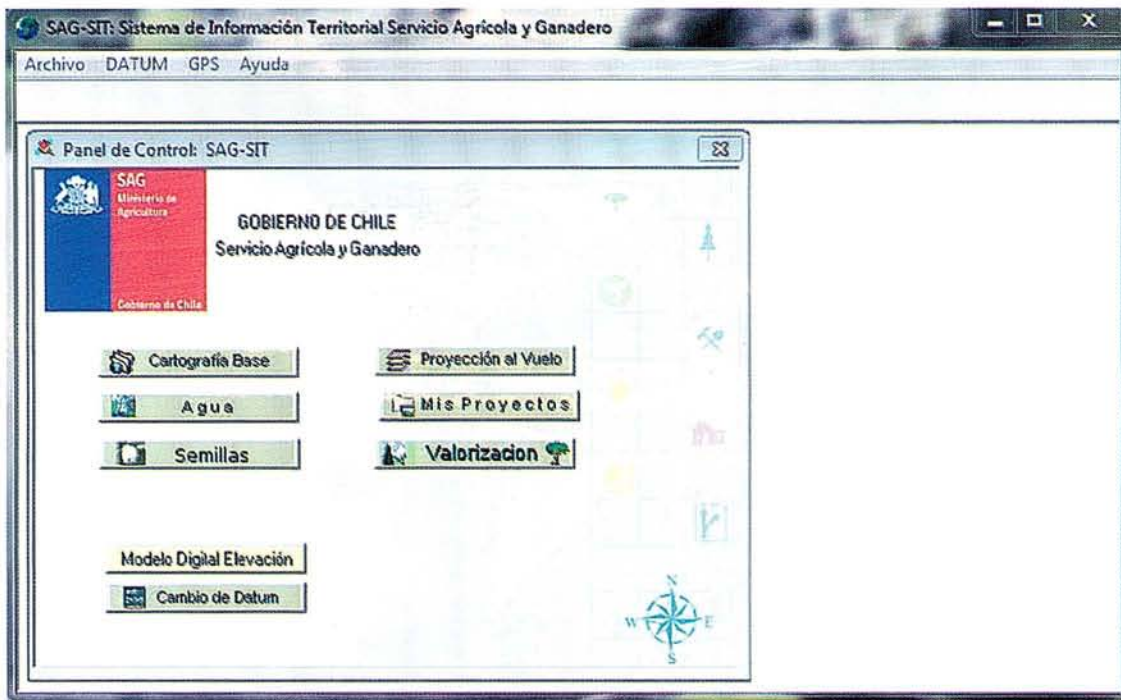 SAG-SIT: Sistema de Información Territorial Servicio Agrícola y Ganadero
Archivo DATUM GPS Ayuda
Panel de Control: SAG-SIT
SAG
Ministerio de
Agricultura
Gobierno de Chile
GOBIERNO DE CHILE
Servicio Agrícola y Ganadero
Cartografía Base
Proyección al Vuelo
Agua
Mis Proyectos
Semillas
Valorizacion
Modelo Digital Elevación
Cambio de Datum
N
W E
S